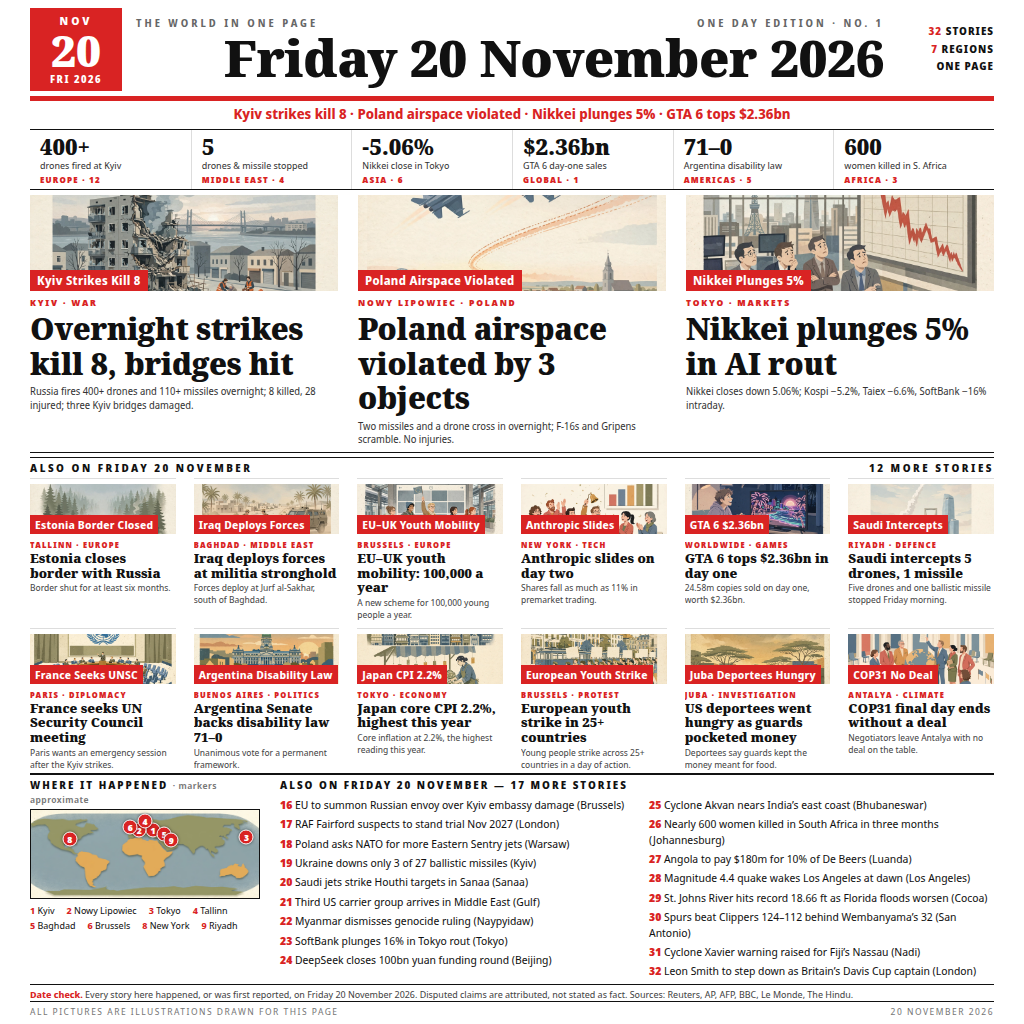 NOV
20
FRI 2026
THE WORLD IN ONE PAGE
ONE DAY EDITION · NO. 1
Friday 20 November 2026
32 STORIES
7 REGIONS
ONE PAGE
Kyiv strikes kill 8 · Poland airspace violated · Nikkei plunges 5% · GTA 6 tops $2.36bn
400+
drones fired at Kyiv
EUROPE · 12
5
drones & missile stopped
MIDDLE EAST · 4
-5.06%
Nikkei close in Tokyo
ASIA · 6
$2.36bn
GTA 6 day-one sales
GLOBAL · 1
71–0
Argentina disability law
AMERICAS · 5
600
women killed in S. Africa
AFRICA · 3
Kyiv Strikes Kill 8
KYIV · WAR
Overnight strikes
kill 8, bridges hit
Russia fires 400+ drones and 110+ missiles overnight; 8 killed, 28
injured; three Kyiv bridges damaged.
Poland Airspace Violated
NOWY LIPOWIEC · POLAND
Poland airspace
violated by 3
objects
Two missiles and a drone cross in overnight; F-16s and Gripens
scramble. No injuries.
Nikkei Plunges 5%
TOKYO · MARKETS
Nikkei plunges 5%
in AI rout
Nikkei closes down 5.06%; Kospi −5.2%, Taiex −6.6%, SoftBank −16%
intraday.
ALSO ON FRIDAY 20 NOVEMBER
12 MORE STORIES
Estonia Border Closed
TALLINN · EUROPE
Estonia closes
border with Russia
Border shut for at least six months.
Iraq Deploys Forces
BAGHDAD · MIDDLE EAST
Iraq deploys forces
at militia stronghold
Forces deploy at Jurf al-Sakhar,
south of Baghdad.
EU–UK Youth Mobility
BRUSSELS · EUROPE
EU–UK youth
mobility: 100,000 a
year
A new scheme for 100,000 young
people a year.
Anthropic Slides
NEW YORK · TECH
Anthropic slides on
day two
Shares fall as much as 11% in
premarket trading.
GTA 6 $2.36bn
WORLDWIDE · GAMES
GTA 6 tops $2.36bn in
day one
24.58m copies sold on day one,
worth $2.36bn.
Saudi Intercepts
RIYADH · DEFENCE
Saudi intercepts 5
drones, 1 missile
Five drones and one ballistic missile
stopped Friday morning.
France Seeks UNSC
PARIS · DIPLOMACY
France seeks UN
Security Council
meeting
Paris wants an emergency session
after the Kyiv strikes.
Argentina Disability Law
BUENOS AIRES · POLITICS
Argentina Senate
backs disability law
71–0
Unanimous vote for a permanent
framework.
Japan CPI 2.2%
TOKYO · ECONOMY
Japan core CPI 2.2%,
highest this year
Core inflation at 2.2%, the highest
reading this year.
European Youth Strike
BRUSSELS · PROTEST
European youth
strike in 25+
countries
Young people strike across 25+
countries in a day of action.
Juba Deportees Hungry
JUBA · INVESTIGATION
US deportees went
hungry as guards
pocketed money
Deportees say guards kept the
money meant for food.
COP31 No Deal
ANTALYA · CLIMATE
COP31 final day ends
without a deal
Negotiators leave Antalya with no
deal on the table.
WHERE IT HAPPENED · markers
approximate
8
6
2
4
1
5
9
3
1 Kyiv 2 Nowy Lipowiec 3 Tokyo 4 Tallinn
5 Baghdad 6 Brussels 8 New York 9 Riyadh
ALSO ON FRIDAY 20 NOVEMBER — 17 MORE STORIES
16 EU to summon Russian envoy over Kyiv embassy damage (Brussels)
17 RAF Fairford suspects to stand trial Nov 2027 (London)
18 Poland asks NATO for more Eastern Sentry jets (Warsaw)
19 Ukraine downs only 3 of 27 ballistic missiles (Kyiv)
20 Saudi jets strike Houthi targets in Sanaa (Sanaa)
21 Third US carrier group arrives in Middle East (Gulf)
22 Myanmar dismisses genocide ruling (Naypyidaw)
23 SoftBank plunges 16% in Tokyo rout (Tokyo)
24 DeepSeek closes 100bn yuan funding round (Beijing)
25 Cyclone Akvan nears India's east coast (Bhubaneswar)
26 Nearly 600 women killed in South Africa in three months
(Johannesburg)
27 Angola to pay $180m for 10% of De Beers (Luanda)
28 Magnitude 4.4 quake wakes Los Angeles at dawn (Los Angeles)
29 St. Johns River hits record 18.66 ft as Florida floods worsen (Cocoa)
30 Spurs beat Clippers 124–112 behind Wembanyama's 32 (San
Antonio)
31 Cyclone Xavier warning raised for Fiji's Nassau (Nadi)
32 Leon Smith to step down as Britain's Davis Cup captain (London)
Date check. Every story here happened, or was first reported, on Friday 20 November 2026. Disputed claims are attributed, not stated as fact. Sources: Reuters, AP, AFP, BBC, Le Monde, The Hindu.
ALL PICTURES ARE ILLUSTRATIONS DRAWN FOR THIS PAGE
20 NOVEMBER 2026